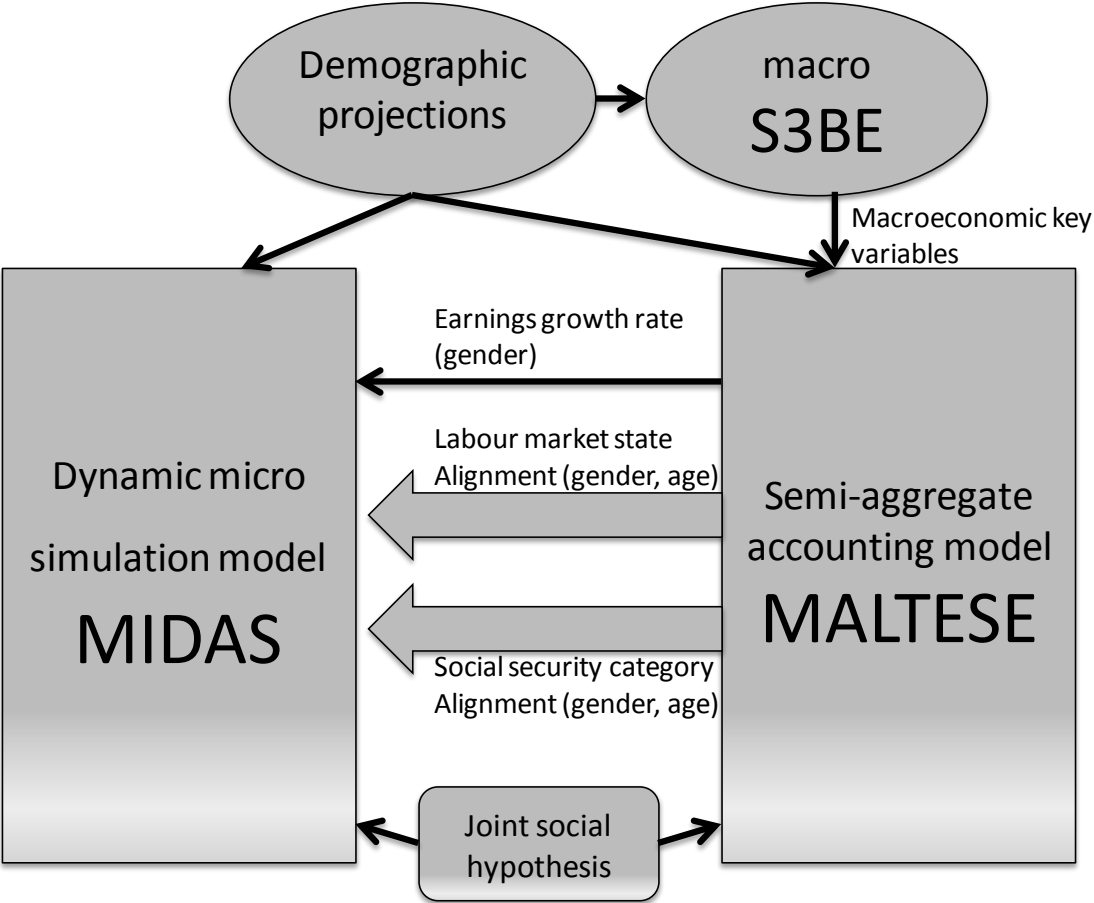 Demographic
projections
macro
S3BE
Macroeconomic key
variables
Earnings growth rate
(gender)
Labour market state
Alignment (gender, age)
Dynamic micro
simulation model
MIDAS
Semi-aggregate
accounting model
MALTESE
Social security category
Alignment (gender, age)
Joint social
hypothesis